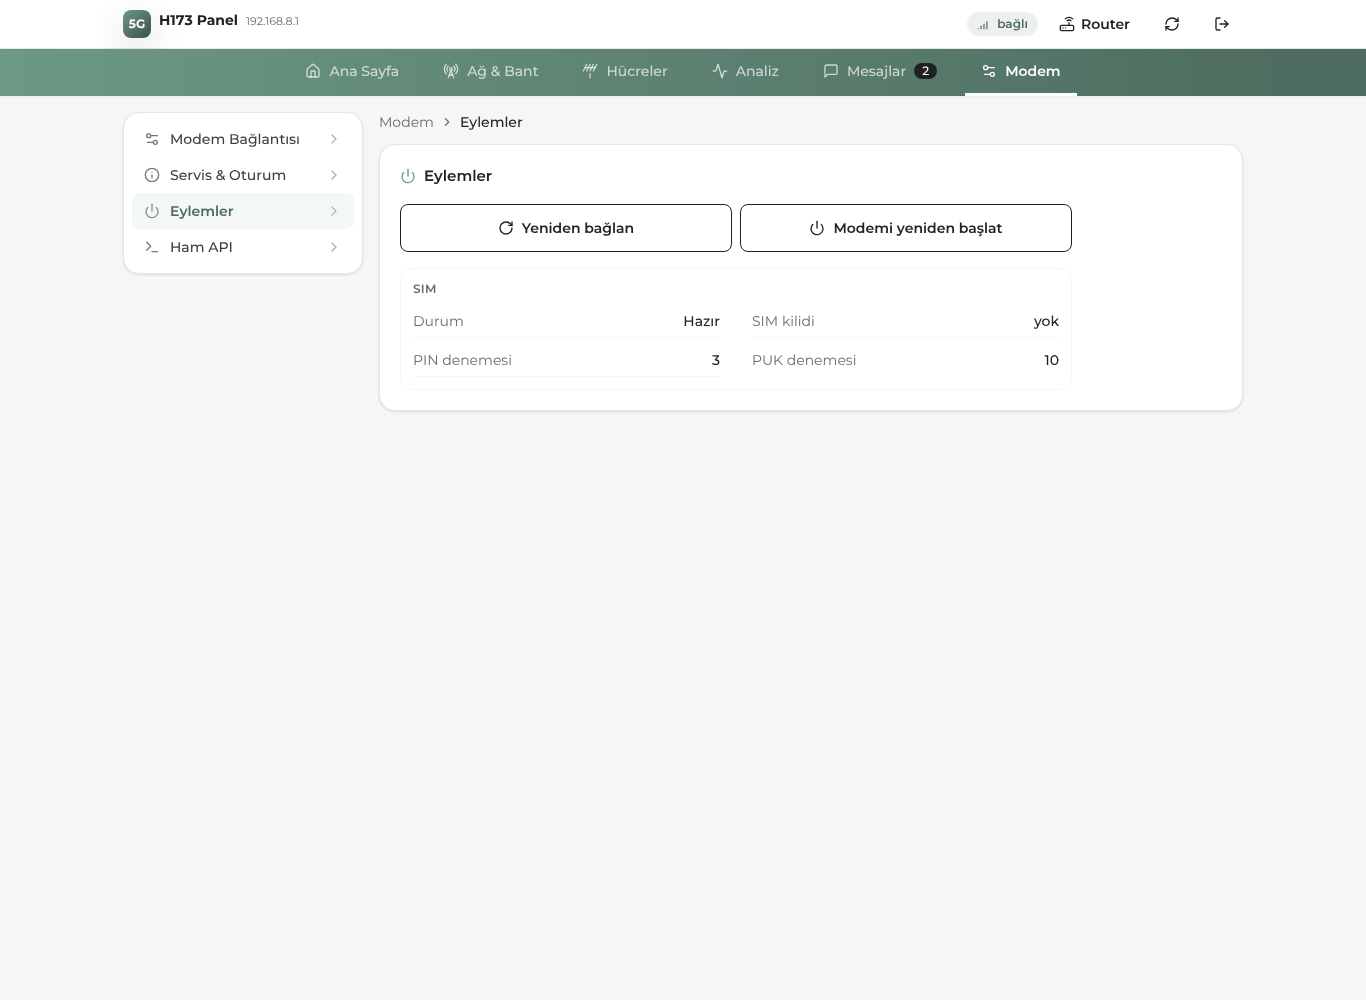 5G H173 Panel 192.168.8.1 bağlı Router
Ana Sayfa Ağ & Bant Hücreler Analiz Mesajlar 2 Modem
Modem Bağlantısı
Servis & Oturum
Eylemler
Ham API
Modem > Eylemler
Eylemler
Yeniden bağlan Modemi yeniden başlat
SIM
Durum Hazır SIM kilidi yok
PIN denemesi 3 PUK denemesi 10